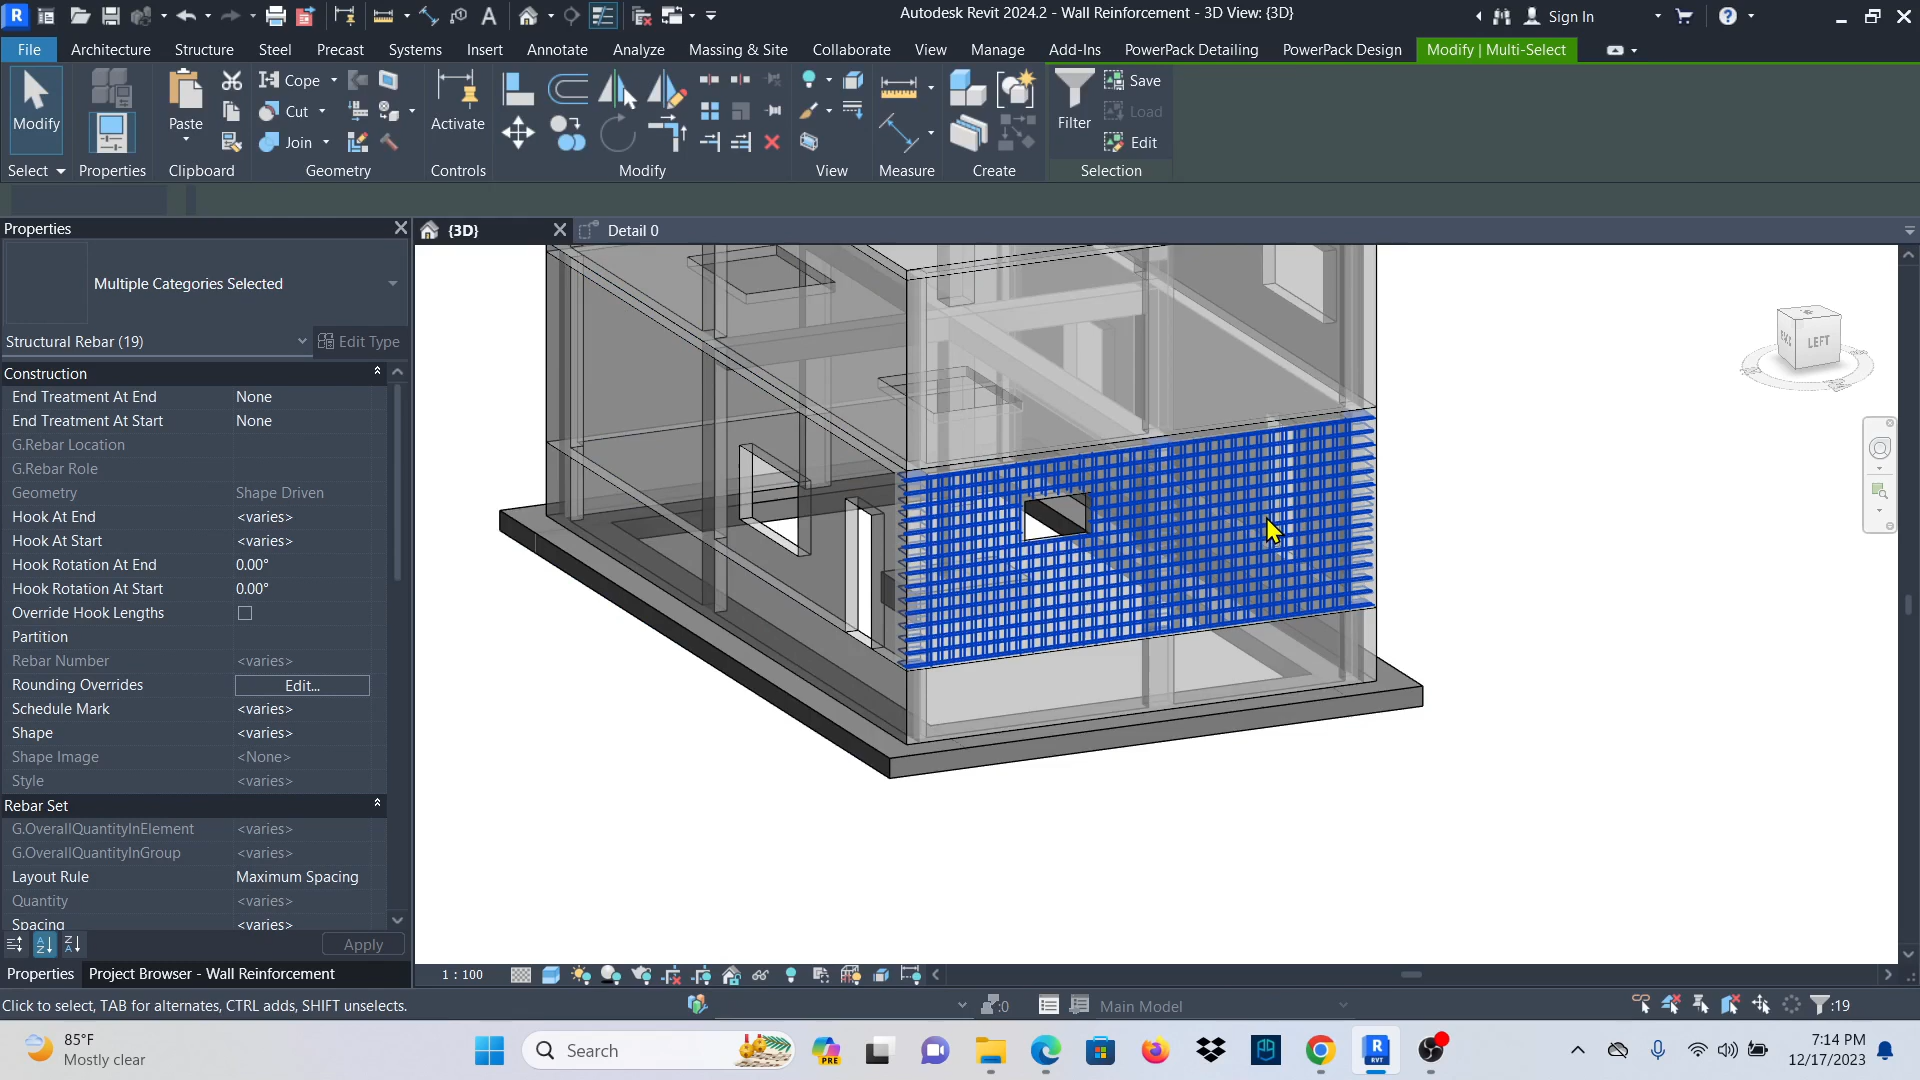 Autodesk Revit 2024.2 - Wall Reinforcement - 3D View: {3D}
Sign In
File Architecture Structure Steel Precast Systems Insert Annotate Analyze Massing & Site Collaborate View Manage Add-Ins PowerPack Detailing PowerPack Design Modify | Multi-Select
Modify
Paste
Cope
Cut
Join
Activate
Filter
Save
Load
Edit
Select Properties Clipboard Geometry Controls Modify View Measure Create Selection
Properties
{3D}
Detail 0
Multiple Categories Selected
Structural Rebar (19)
Edit Type
Construction
End Treatment At End None
End Treatment At Start None
G.Rebar Location
G.Rebar Role
Geometry Shape Driven
Hook At End <varies>
Hook At Start <varies>
Hook Rotation At End 0.00°
Hook Rotation At Start 0.00°
Override Hook Lengths
Partition
Rebar Number <varies>
Rounding Overrides Edit...
Schedule Mark <varies>
Shape <varies>
Shape Image <None>
Style <varies>
Rebar Set
G.OverallQuantityInElement <varies>
G.OverallQuantityInGroup <varies>
Layout Rule Maximum Spacing
Quantity <varies>
Spacing <varies>
Apply
Properties Project Browser - Wall Reinforcement
LEFT
1 : 100
Click to select, TAB for alternates, CTRL adds, SHIFT unselects.
:0
Main Model
:19
85°F
Mostly clear
Search
PRE
R
RVT
7:14 PM
12/17/2023